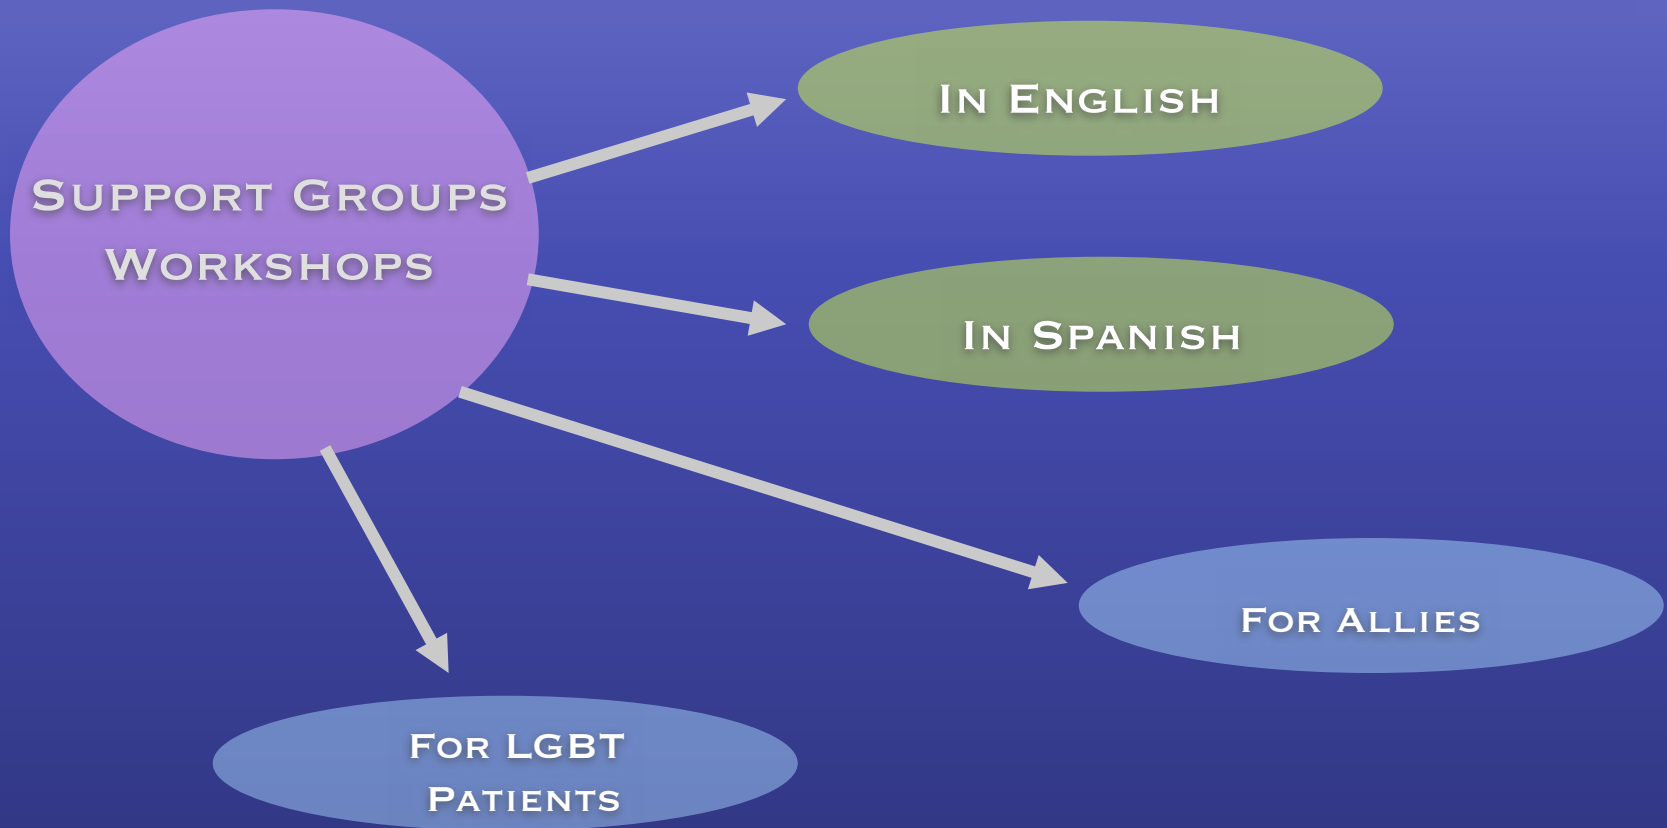 Support Groups
Workshops
In English
In Spanish
For Allies
For LGBT
Patients